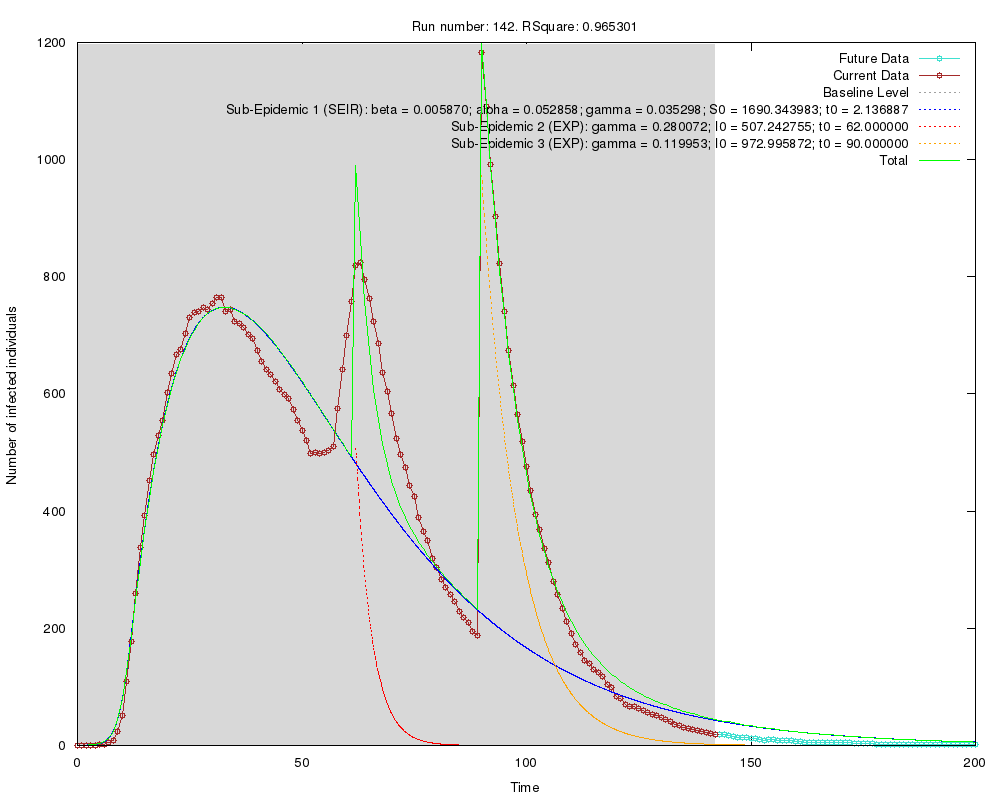 Run number: 142. RSquare: 0.965301
Future Data
Current Data
Baseline Level
Sub-Epidemic 1 (SEIR): beta = 0.005870; alpha = 0.052858; gamma = 0.035298; S0 = 1690.343983; t0 = 2.136887
Sub-Epidemic 2 (EXP): gamma = 0.280072; I0 = 507.242755; t0 = 62.000000
Sub-Epidemic 3 (EXP): gamma = 0.119953; I0 = 972.995872; t0 = 90.000000
Total
1200
1000
800
600
400
200
0
Number of infected individuals
0 50 100 150 200
Time